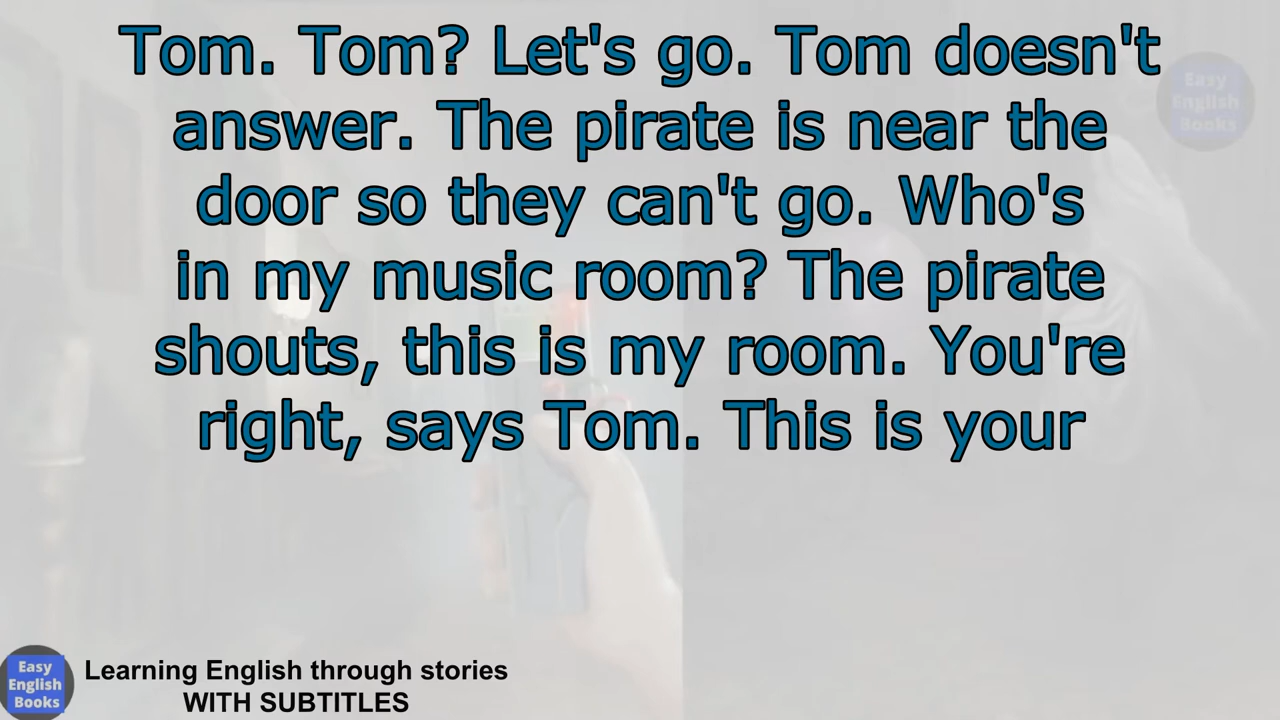 Tom. Tom? Let's go. Tom doesn't
answer. The pirate is near the
door so they can't go. Who's
in my music room? The pirate
shouts, this is my room. You're
right, says Tom. This is your
Easy
English
Books
Easy
English
Books
Learning English through stories
WITH SUBTITLES